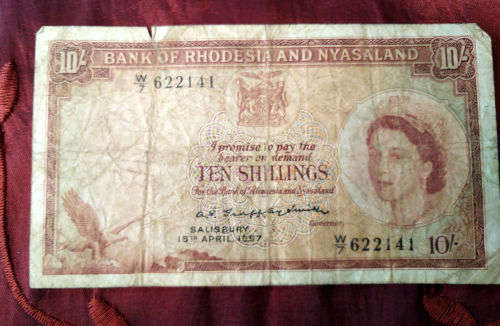 10/- BANK OF RHODESIA AND NYASALAND 10/-
W/7 622141
I promise to pay the
bearer on demand
TEN SHILLINGS
For the Bank of Rhodesia and Nyasaland
SALISBURY,
15TH APRIL, 1957
Governor
W/7 622141 10/-